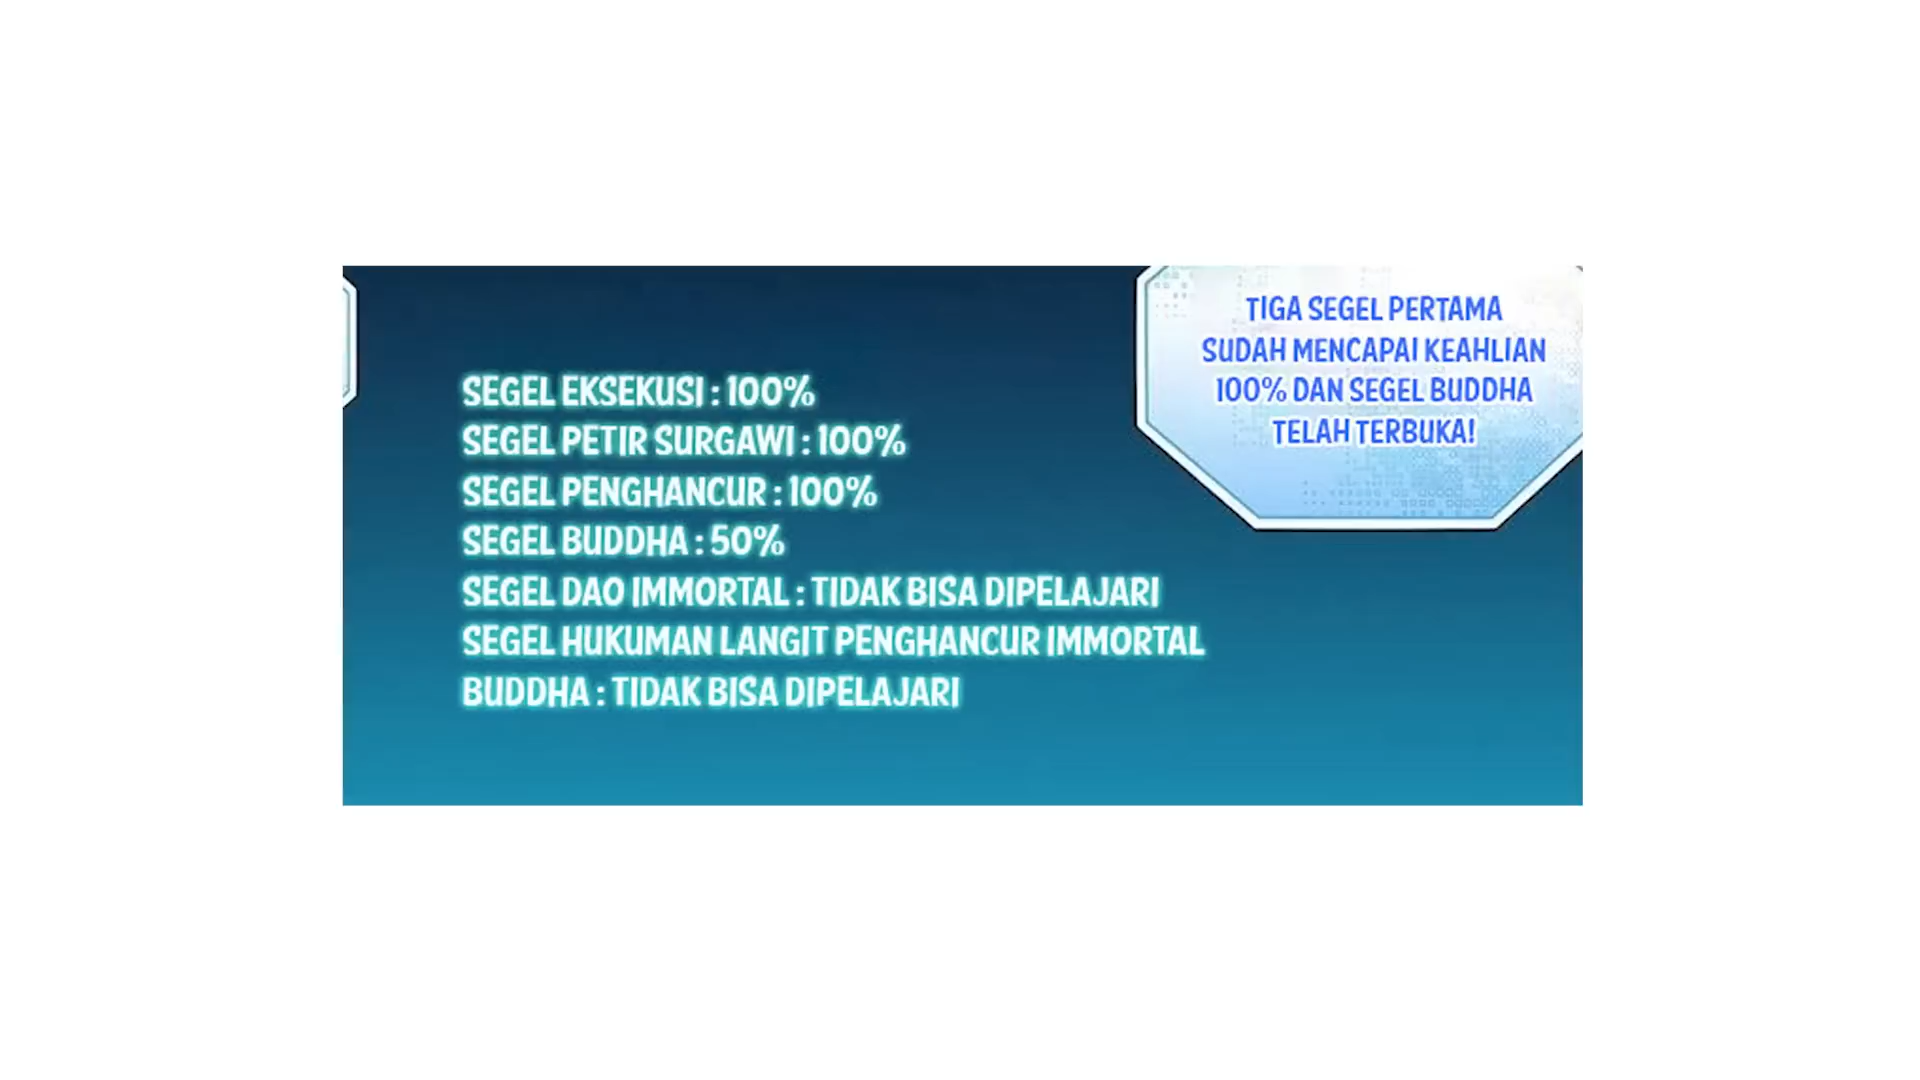 TIGA SEGEL PERTAMA
SUDAH MENCAPAI KEAHLIAN
100% DAN SEGEL BUDDHA
TELAH TERBUKA!
SEGEL EKSEKUSI : 100%
SEGEL PETIR SURGAWI : 100%
SEGEL PENGHANCUR : 100%
SEGEL BUDDHA : 50%
SEGEL DAO IMMORTAL : TIDAK BISA DIPELAJARI
SEGEL HUKUMAN LANGIT PENGHANCUR IMMORTAL
BUDDHA : TIDAK BISA DIPELAJARI